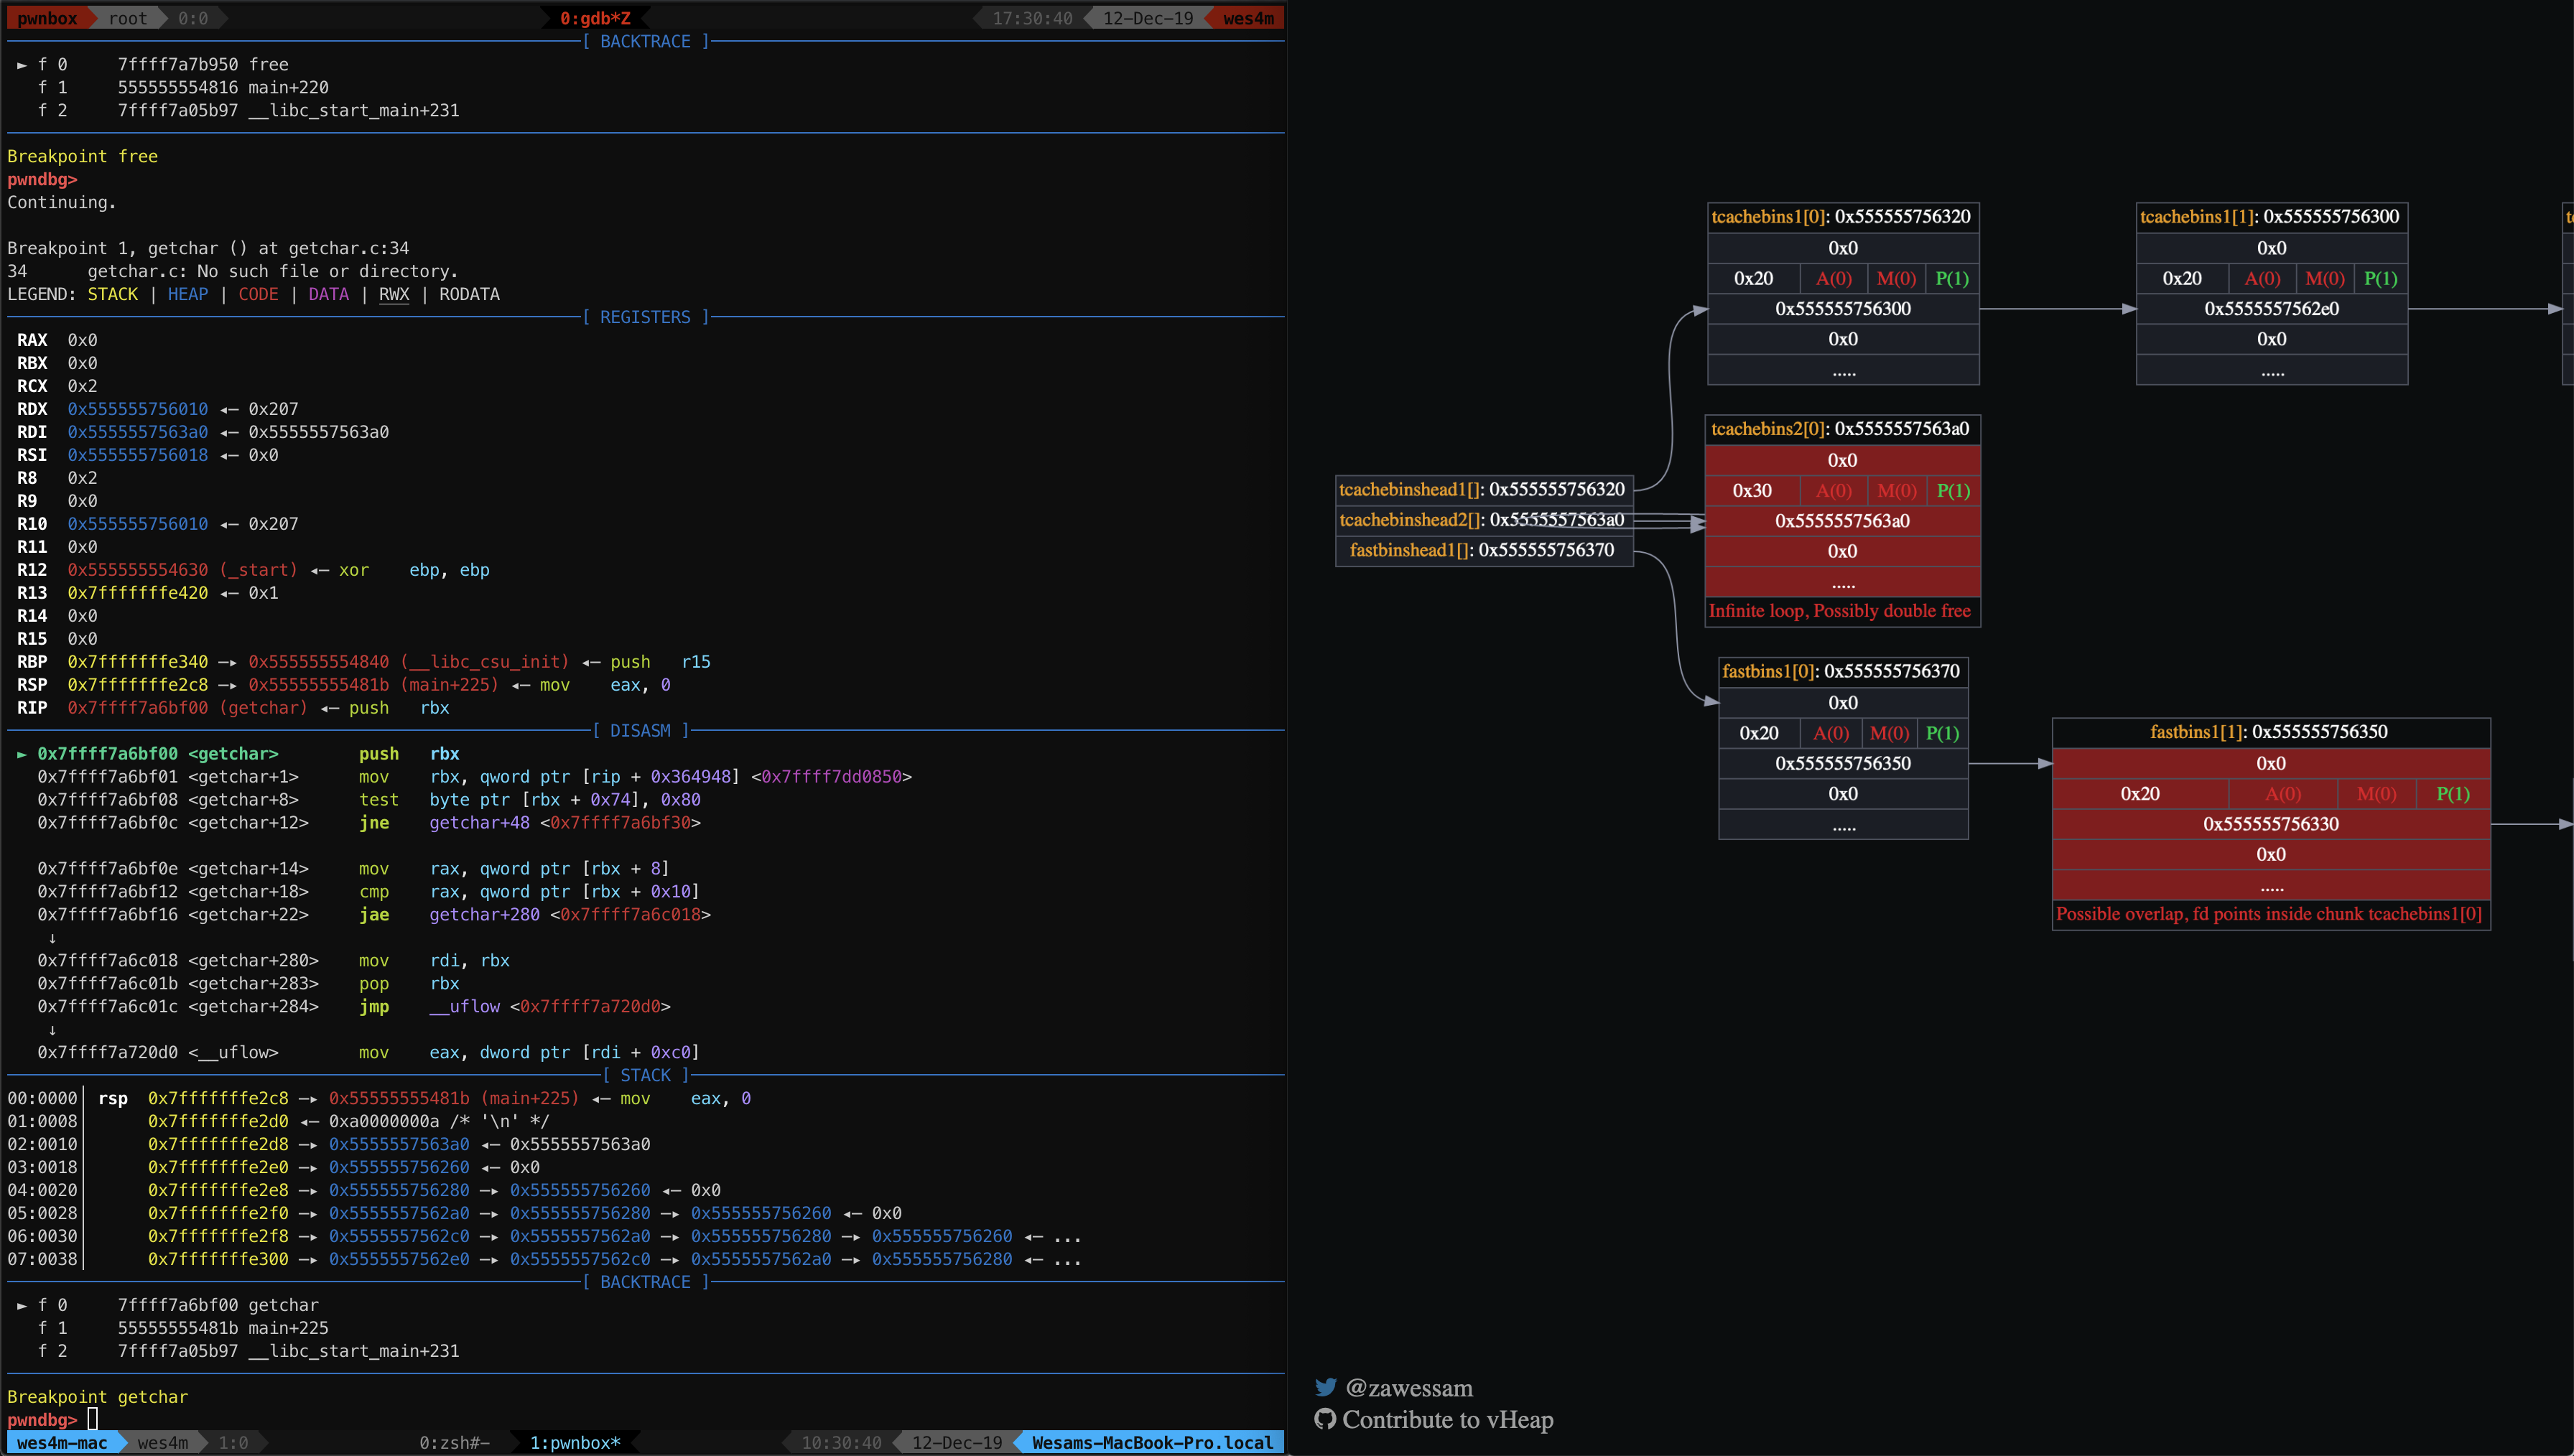 pwnbox root 0:0 0:gdb*Z 17:30:40 12-Dec-19 wes4m
[ BACKTRACE ]
► f 0     7ffff7a7b950 free
f 1     555555554816 main+220
f 2     7ffff7a05b97 __libc_start_main+231
Breakpoint free
pwndbg>
Continuing.
Breakpoint 1, getchar () at getchar.c:34
34      getchar.c: No such file or directory.
LEGEND: STACK | HEAP | CODE | DATA | RWX | RODATA
[ REGISTERS ]
RAX  0x0
RBX  0x0
RCX  0x2
RDX  0x555555756010 ◂— 0x207
RDI  0x5555557563a0 ◂— 0x5555557563a0
RSI  0x555555756018 ◂— 0x0
R8   0x2
R9   0x0
R10  0x555555756010 ◂— 0x207
R11  0x0
R12  0x555555554630 (_start) ◂— xor    ebp, ebp
R13  0x7fffffffe420 ◂— 0x1
R14  0x0
R15  0x0
RBP  0x7fffffffe340 —▸ 0x555555554840 (__libc_csu_init) ◂— push   r15
RSP  0x7fffffffe2c8 —▸ 0x55555555481b (main+225) ◂— mov    eax, 0
RIP  0x7ffff7a6bf00 (getchar) ◂— push   rbx
[ DISASM ]
► 0x7ffff7a6bf00 <getchar>        push   rbx
0x7ffff7a6bf01 <getchar+1>      mov    rbx, qword ptr [rip + 0x364948] <0x7ffff7dd0850>
0x7ffff7a6bf08 <getchar+8>      test   byte ptr [rbx + 0x74], 0x80
0x7ffff7a6bf0c <getchar+12>     jne    getchar+48 <0x7ffff7a6bf30>
0x7ffff7a6bf0e <getchar+14>     mov    rax, qword ptr [rbx + 8]
0x7ffff7a6bf12 <getchar+18>     cmp    rax, qword ptr [rbx + 0x10]
0x7ffff7a6bf16 <getchar+22>     jae    getchar+280 <0x7ffff7a6c018>
↓
0x7ffff7a6c018 <getchar+280>    mov    rdi, rbx
0x7ffff7a6c01b <getchar+283>    pop    rbx
0x7ffff7a6c01c <getchar+284>    jmp    __uflow <0x7ffff7a720d0>
↓
0x7ffff7a720d0 <__uflow>        mov    eax, dword ptr [rdi + 0xc0]
[ STACK ]
00:0000│ rsp  0x7fffffffe2c8 —▸ 0x55555555481b (main+225) ◂— mov    eax, 0
01:0008│      0x7fffffffe2d0 ◂— 0xa0000000a /* '\n' */
02:0010│      0x7fffffffe2d8 —▸ 0x5555557563a0 ◂— 0x5555557563a0
03:0018│      0x7fffffffe2e0 —▸ 0x555555756260 ◂— 0x0
04:0020│      0x7fffffffe2e8 —▸ 0x555555756280 —▸ 0x555555756260 ◂— 0x0
05:0028│      0x7fffffffe2f0 —▸ 0x5555557562a0 —▸ 0x555555756280 —▸ 0x555555756260 ◂— 0x0
06:0030│      0x7fffffffe2f8 —▸ 0x5555557562c0 —▸ 0x5555557562a0 —▸ 0x555555756280 —▸ 0x555555756260 ◂— ...
07:0038│      0x7fffffffe300 —▸ 0x5555557562e0 —▸ 0x5555557562c0 —▸ 0x5555557562a0 —▸ 0x555555756280 ◂— ...
[ BACKTRACE ]
► f 0     7ffff7a6bf00 getchar
f 1     55555555481b main+225
f 2     7ffff7a05b97 __libc_start_main+231
Breakpoint getchar
pwndbg>
wes4m-mac wes4m 1:0 0:zsh#- 1:pwnbox* 10:30:40 12-Dec-19 Wesams-MacBook-Pro.local
tcachebinshead1[]: 0x555555756320
tcachebinshead2[]: 0x5555557563a0
fastbinshead1[]: 0x555555756370
tcachebins1[0]: 0x555555756320
0x0
0x20 A(0) M(0) P(1)
0x555555756300
0x0
.....
tcachebins1[1]: 0x555555756300
0x0
0x20 A(0) M(0) P(1)
0x5555557562e0
0x0
.....
tcachebins2[0]: 0x5555557563a0
0x0
0x30 A(0) M(0) P(1)
0x5555557563a0
0x0
.....
Infinite loop, Possibly double free
fastbins1[0]: 0x555555756370
0x0
0x20 A(0) M(0) P(1)
0x555555756350
0x0
.....
fastbins1[1]: 0x555555756350
0x0
0x20 A(0) M(0) P(1)
0x555555756330
0x0
.....
Possible overlap, fd points inside chunk tcachebins1[0]
@zawessam
Contribute to vHeap